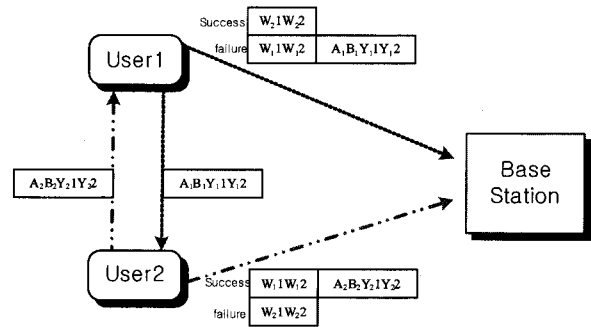 Success W₂1W₂2
failure W₁1W₁2 A₁B₁Y₁1Y₁2
User1
A₂B₂Y₂1Y₂2 A₁B₁Y₁1Y₁2
Base
Station
User2
Success W₁1W₁2 A₂B₂Y₂1Y₂2
failure W₂1W₂2